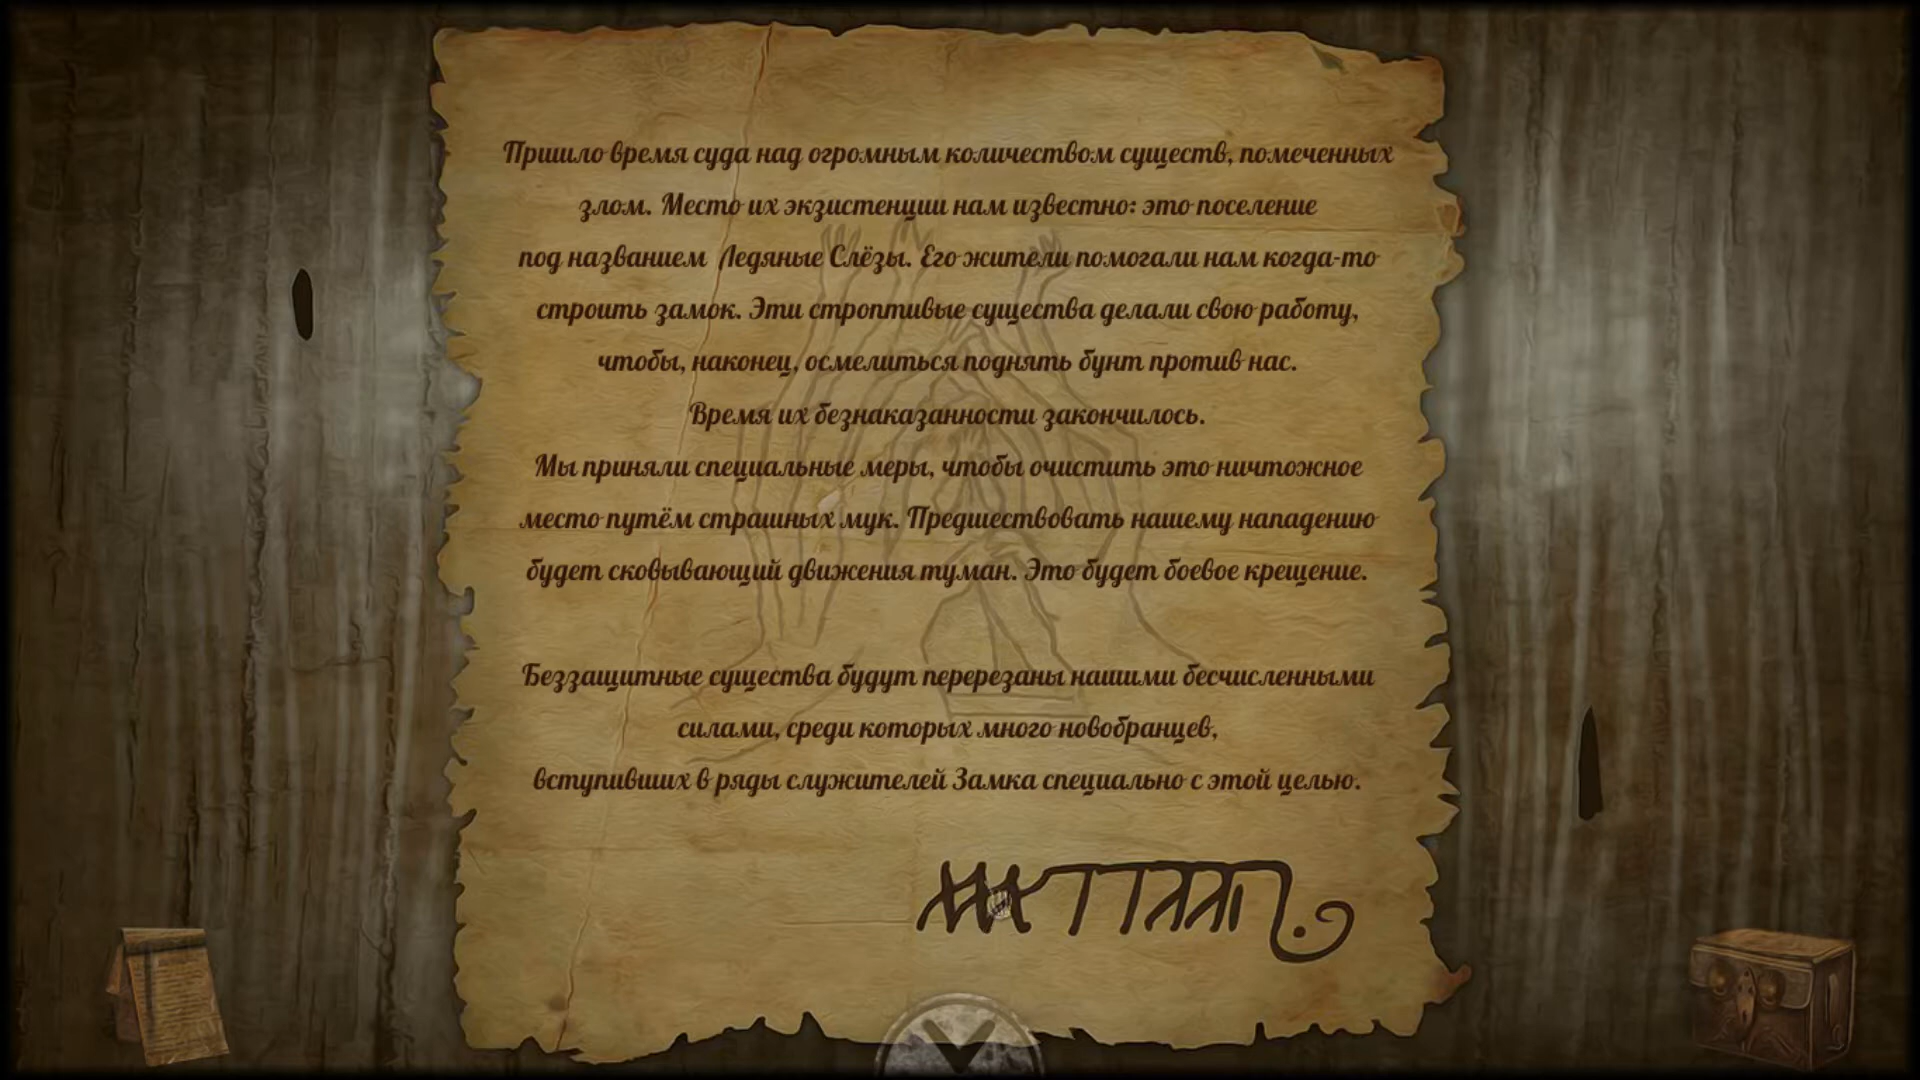 Пришло время суда над огромным количеством существ, помеченных
злом. Место их экзистенции нам известно: это поселение
под названием Ледяные Слёзы. Его жители помогали нам когда-то
строить замок. Эти строптивые существа делали свою работу,
чтобы, наконец, осмелиться поднять бунт против нас.
Время их безнаказанности закончилось.
Мы приняли специальные меры, чтобы очистить это ничтожное
место путём страшных мук. Предшествовать нашему нападению
будет сковывающий движения туман. Это будет боевое крещение.
Беззащитные существа будут перерезаны нашими бесчисленными
силами, среди которых много новобранцев,
вступивших в ряды служителей Замка специально с этой целью.